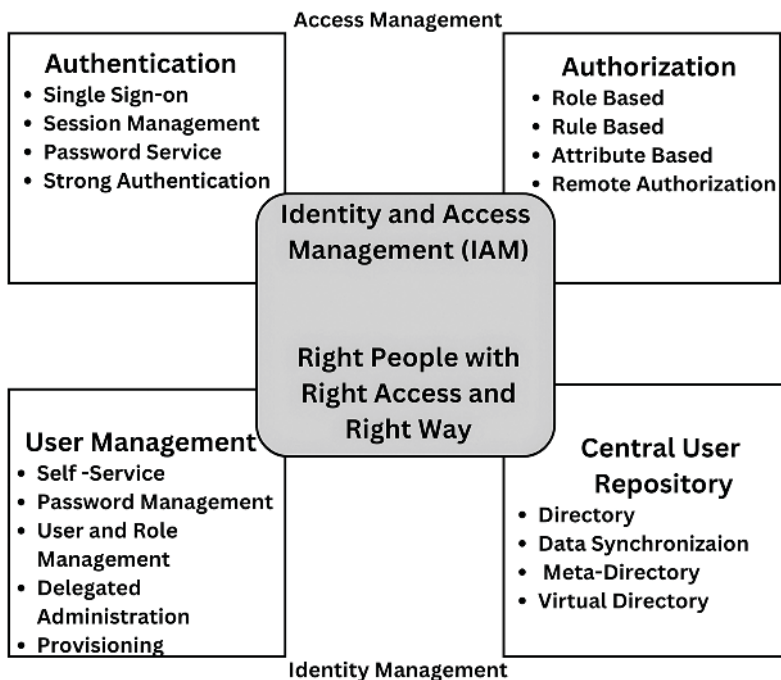 Access Management
Authentication
• Single Sign-on
• Session Management
• Password Service
• Strong Authentication
Authorization
• Role Based
• Rule Based
• Attribute Based
• Remote Authorization
Identity and Access
Management (IAM)
Right People with
Right Access and
Right Way
User Management
• Self -Service
• Password Management
• User and Role
Management
• Delegated
Administration
• Provisioning
Central User
Repository
• Directory
• Data Synchronizaion
• Meta-Directory
• Virtual Directory
Identity Management